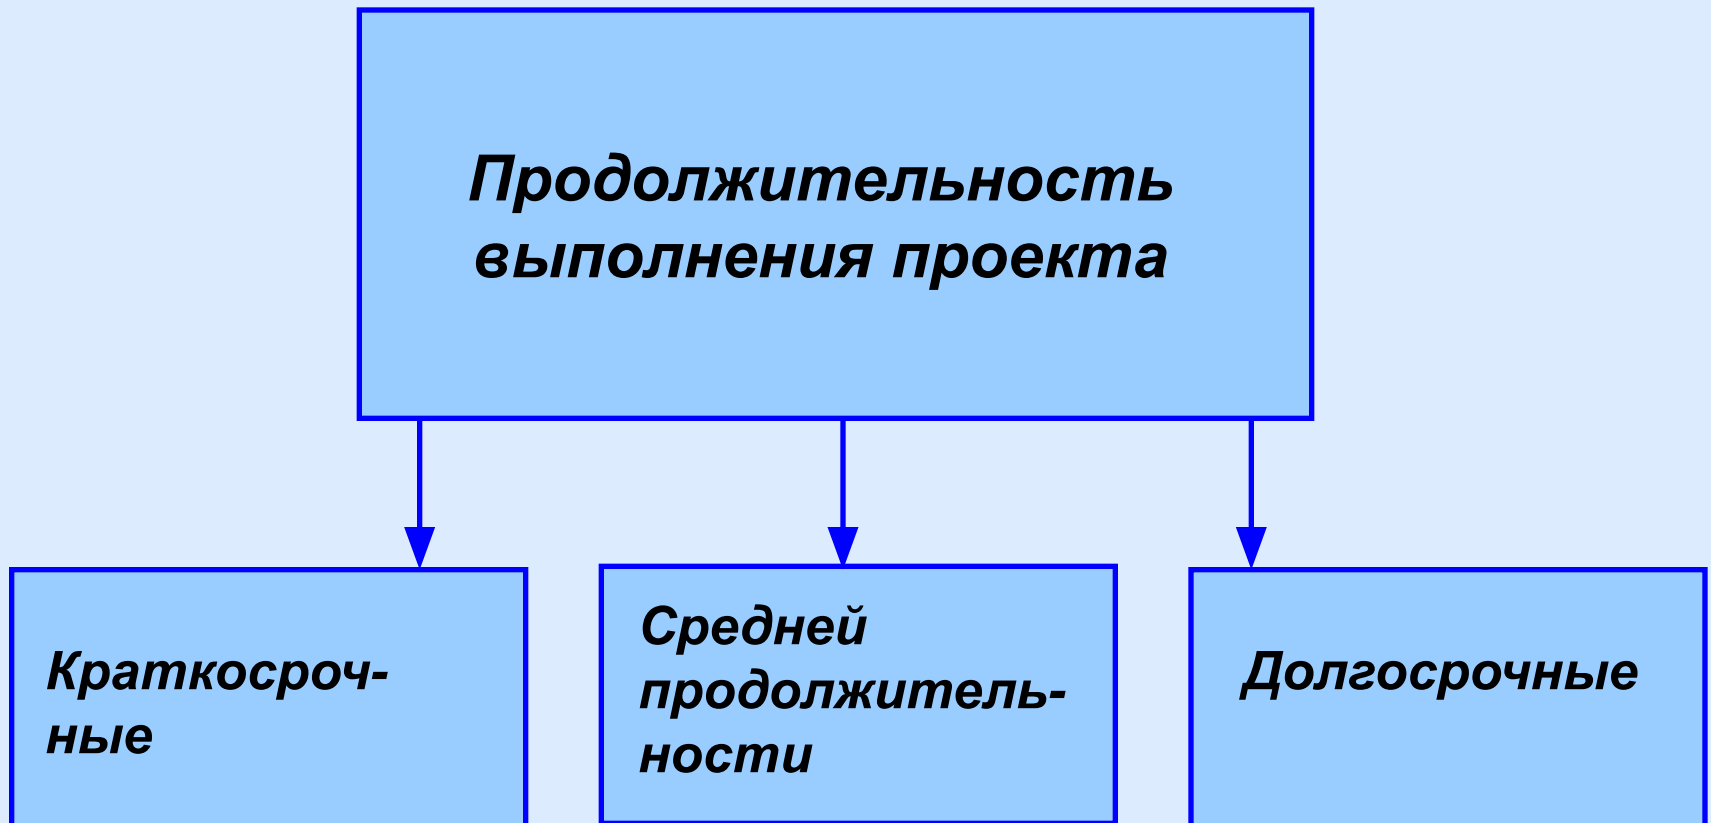 Продолжительность
выполнения проекта
Краткосроч-
ные
Средней
продолжитель-
ности
Долгосрочные